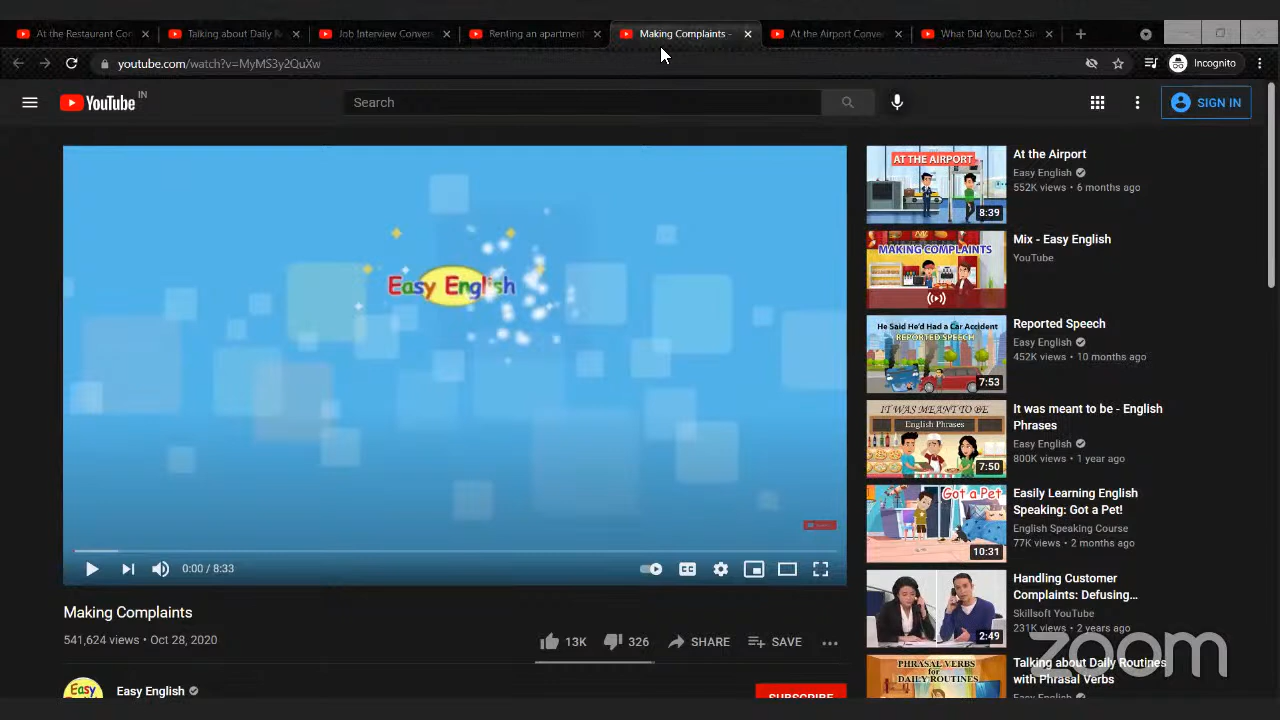 At the Restaurant Con
Talking about Daily R
Job Interview Conver
Renting an apartment
Making Complaints -
At the Airport Conve
What Did You Do? Sim
youtube.com/watch?v=MyMS3y2QuXw
Incognito
YouTube IN
Search
SIGN IN
Easy English
0:00 / 8:33
CC
Making Complaints
541,624 views • Oct 28, 2020
13K
326
SHARE
SAVE
Easy
Easy English
SUBSCRIBE
AT THE AIRPORT
8:39
At the Airport
Easy English
552K views • 6 months ago
MAKING COMPLAINTS
Mix - Easy English
YouTube
He Said He'd Had a Car Accident
REPORTED SPEECH
7:53
Reported Speech
Easy English
452K views • 10 months ago
IT WAS MEANT TO BE
English Phrases
7:50
It was meant to be - English
Phrases
Easy English
800K views • 1 year ago
Got a Pet
10:31
Easily Learning English
Speaking: Got a Pet!
English Speaking Course
77K views • 2 months ago
2:49
Handling Customer
Complaints: Defusing...
Skillsoft YouTube
231K views • 2 years ago
PHRASAL VERBS
for
DAILY ROUTINES
Talking about Daily Routines
with Phrasal Verbs
Easy English
zoom